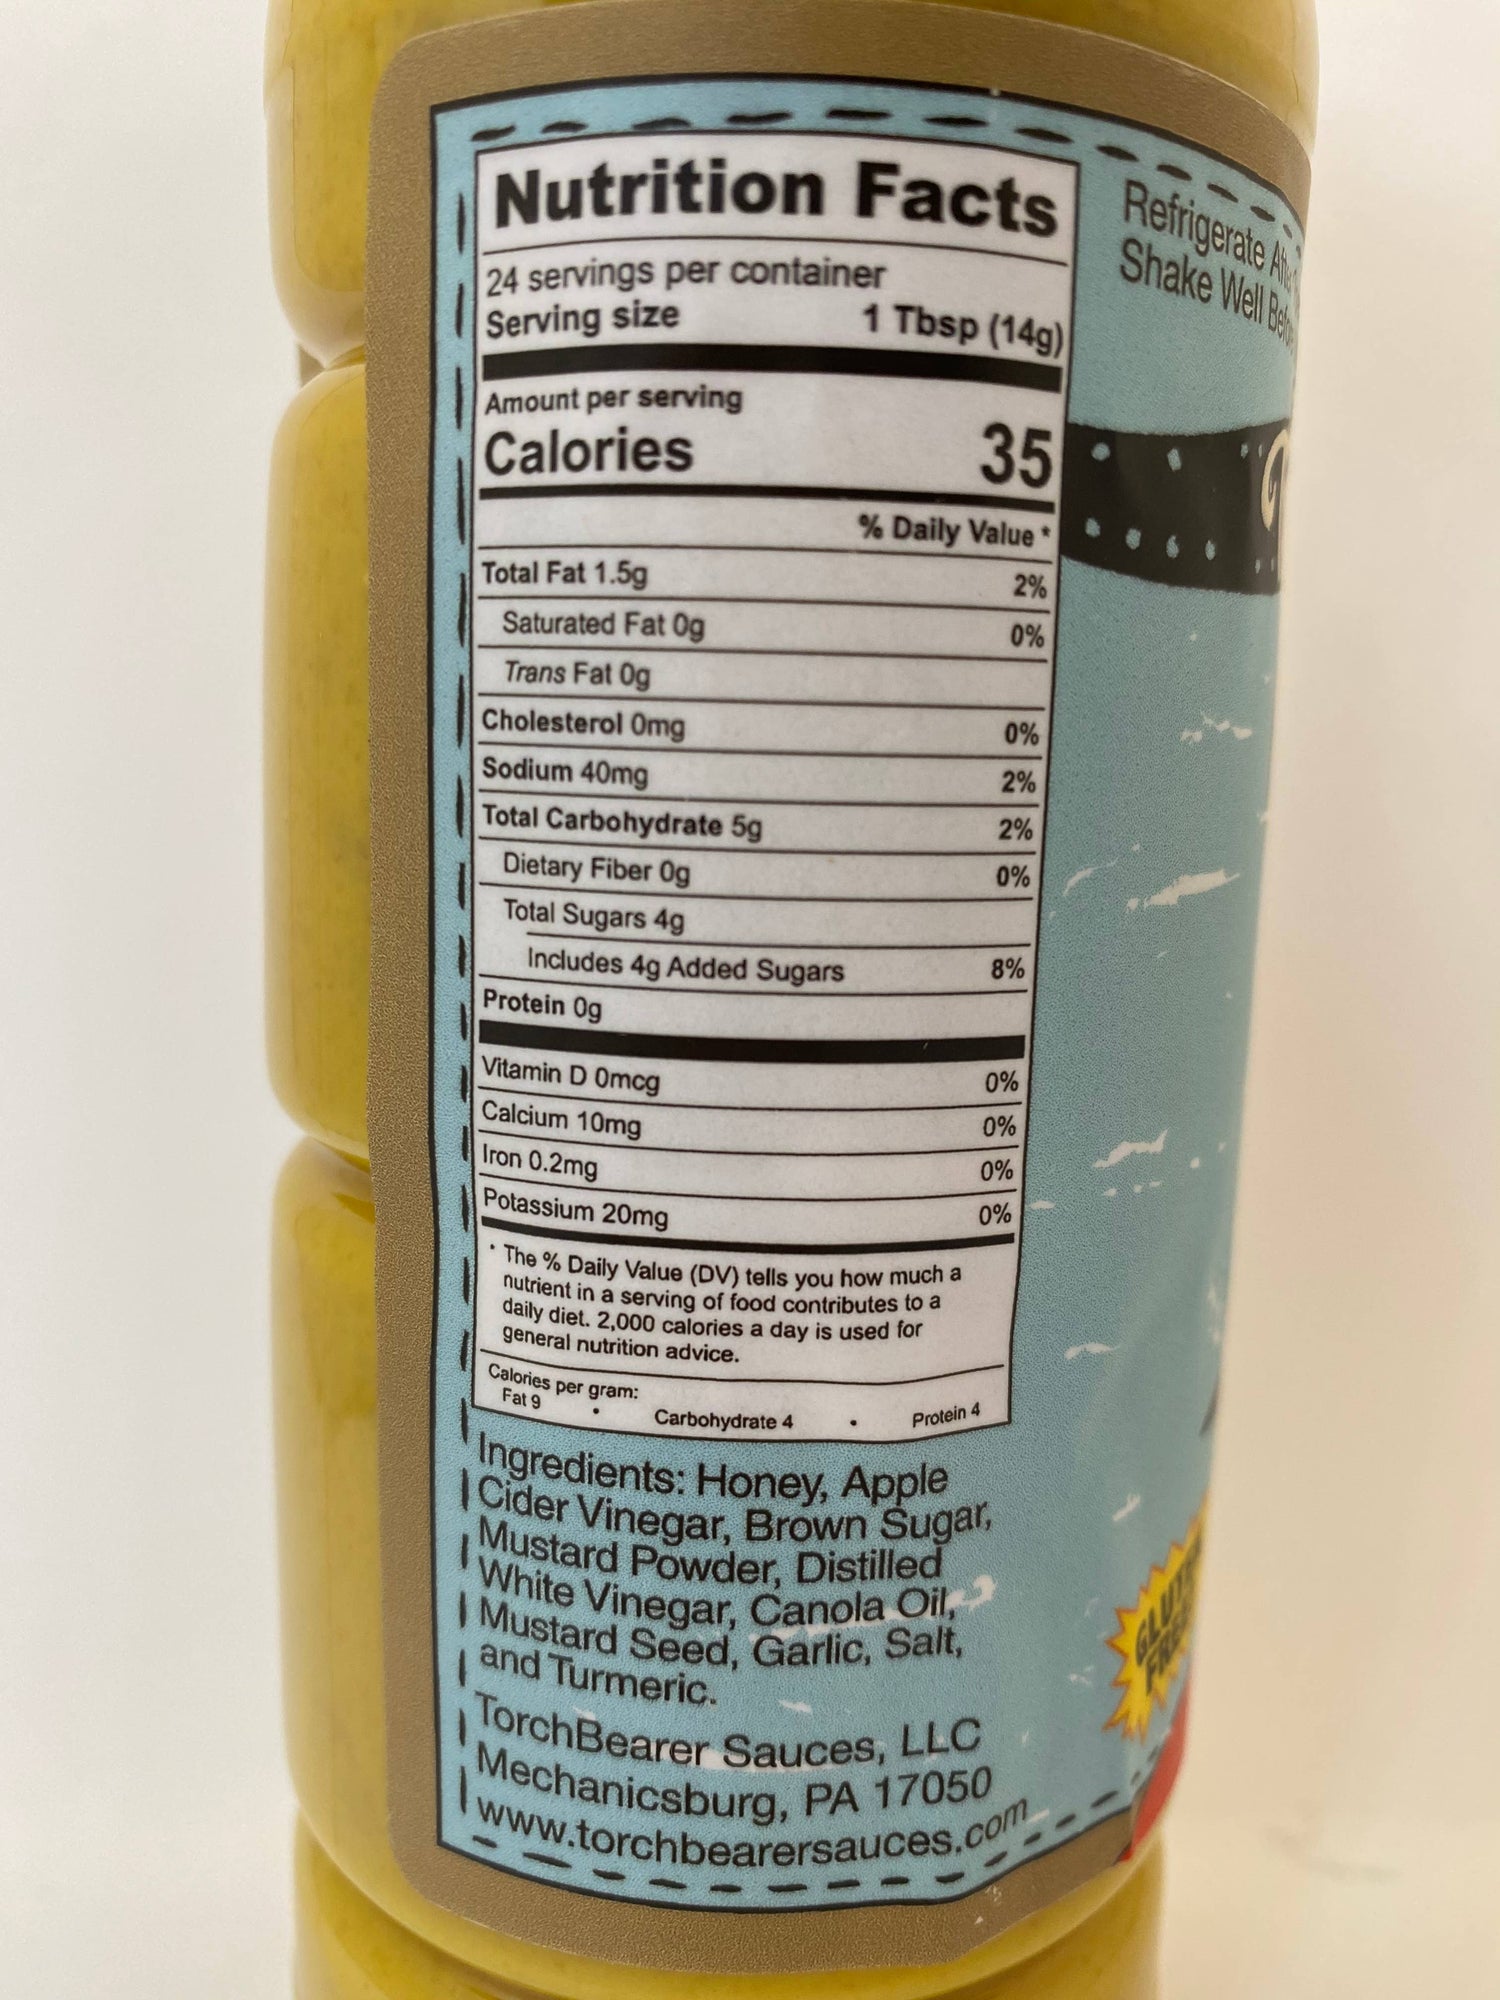 Nutrition Facts
24 servings per container
Serving size 1 Tbsp (14g)
Amount per serving
Calories 35
% Daily Value *
Total Fat 1.5g 2%
Saturated Fat 0g 0%
Trans Fat 0g
Cholesterol 0mg 0%
Sodium 40mg 2%
Total Carbohydrate 5g 2%
Dietary Fiber 0g 0%
Total Sugars 4g
Includes 4g Added Sugars 8%
Protein 0g
Vitamin D 0mcg 0%
Calcium 10mg 0%
Iron 0.2mg 0%
Potassium 20mg 0%
* The % Daily Value (DV) tells you how much a
nutrient in a serving of food contributes to a
daily diet. 2,000 calories a day is used for
general nutrition advice.
Calories per gram:
Fat 9 • Carbohydrate 4 • Protein 4
Ingredients: Honey, Apple
Cider Vinegar, Brown Sugar,
Mustard Powder, Distilled
White Vinegar, Canola Oil,
Mustard Seed, Garlic, Salt,
and Turmeric.
TorchBearer Sauces, LLC
Mechanicsburg, PA 17050
www.torchbearersauces.com
Refrigerate
Shake Well